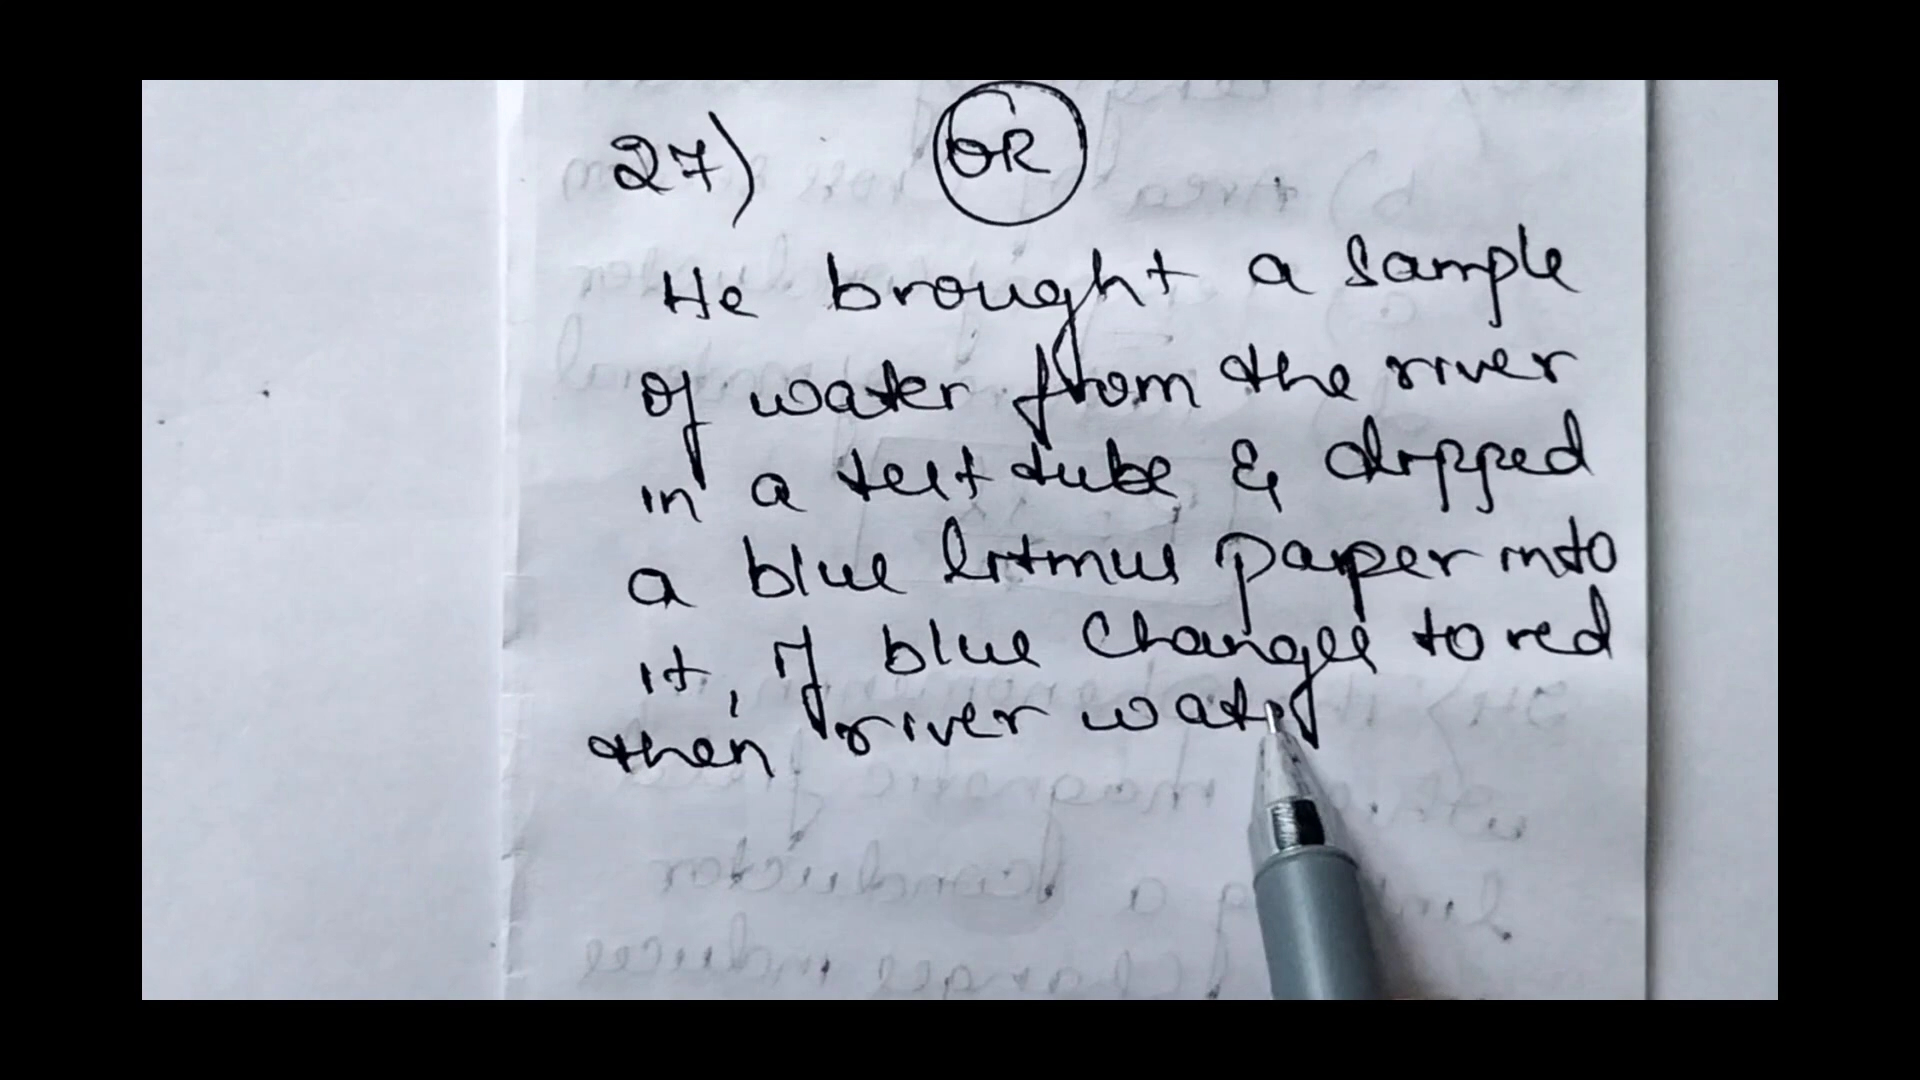 27) OR
He brought a sample
of water from the river
in a test tube & dipped
a blue litmus paper into
it, if blue changes to red
then river water